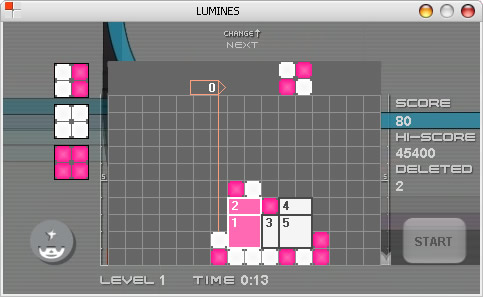 LUMINES
CHANGE↑
NEXT
0
SCORE
80
HI-SCORE
45400
DELETED
2
S
S
2
4
1
3
5
START
LEVEL 1
TIME 0:13